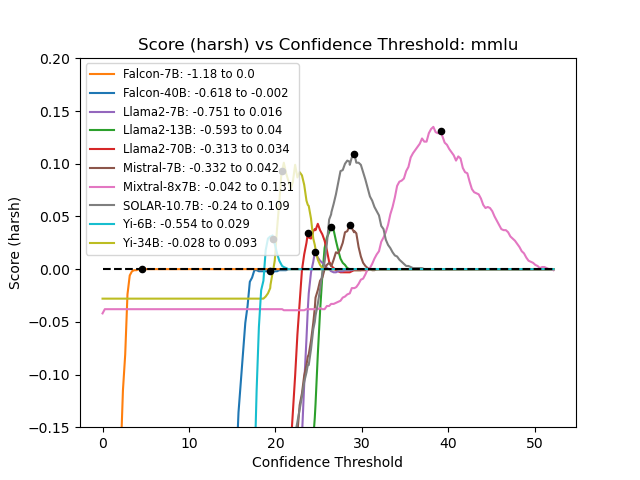 Score (harsh) vs Confidence Threshold: mmlu
0.20
0.15
0.10
0.05
0.00
−0.05
−0.10
−0.15
Score (harsh)
Falcon-7B: -1.18 to 0.0
Falcon-40B: -0.618 to -0.002
Llama2-7B: -0.751 to 0.016
Llama2-13B: -0.593 to 0.04
Llama2-70B: -0.313 to 0.034
Mistral-7B: -0.332 to 0.042
Mixtral-8x7B: -0.042 to 0.131
SOLAR-10.7B: -0.24 to 0.109
Yi-6B: -0.554 to 0.029
Yi-34B: -0.028 to 0.093
0 10 20 30 40 50
Confidence Threshold